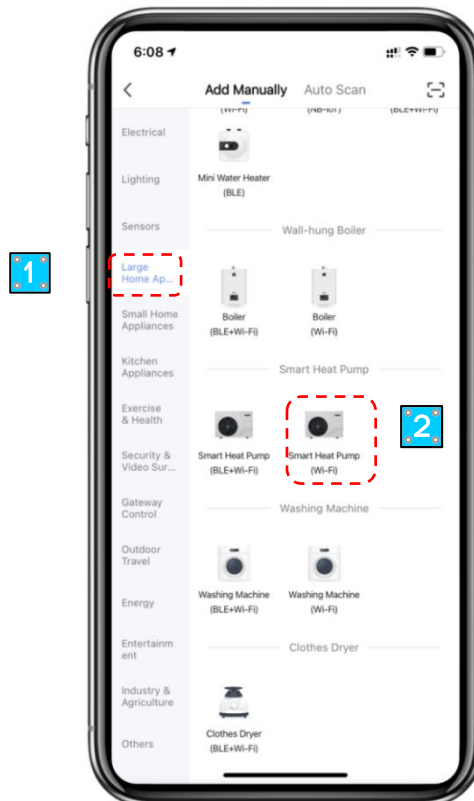 6:08
Add Manually
Auto Scan
Electrical
Lighting
Sensors
Large
Home Ap...
Small Home
Appliances
Kitchen
Appliances
Exercise
& Health
Security &
Video Sur...
Gateway
Control
Outdoor
Travel
Energy
Entertainm
ent
Industry &
Agriculture
Others
(Wi-Fi)
(NB-IoT)
(BLE+Wi-Fi)
Mini Water Heater
(BLE)
Wall-hung Boiler
Boiler
(BLE+Wi-Fi)
Boiler
(Wi-Fi)
Smart Heat Pump
Smart Heat Pump
(BLE+Wi-Fi)
Smart Heat Pump
(Wi-Fi)
Washing Machine
Washing Machine
(BLE+Wi-Fi)
Washing Machine
(Wi-Fi)
Clothes Dryer
Clothes Dryer
(BLE+Wi-Fi)
1
2